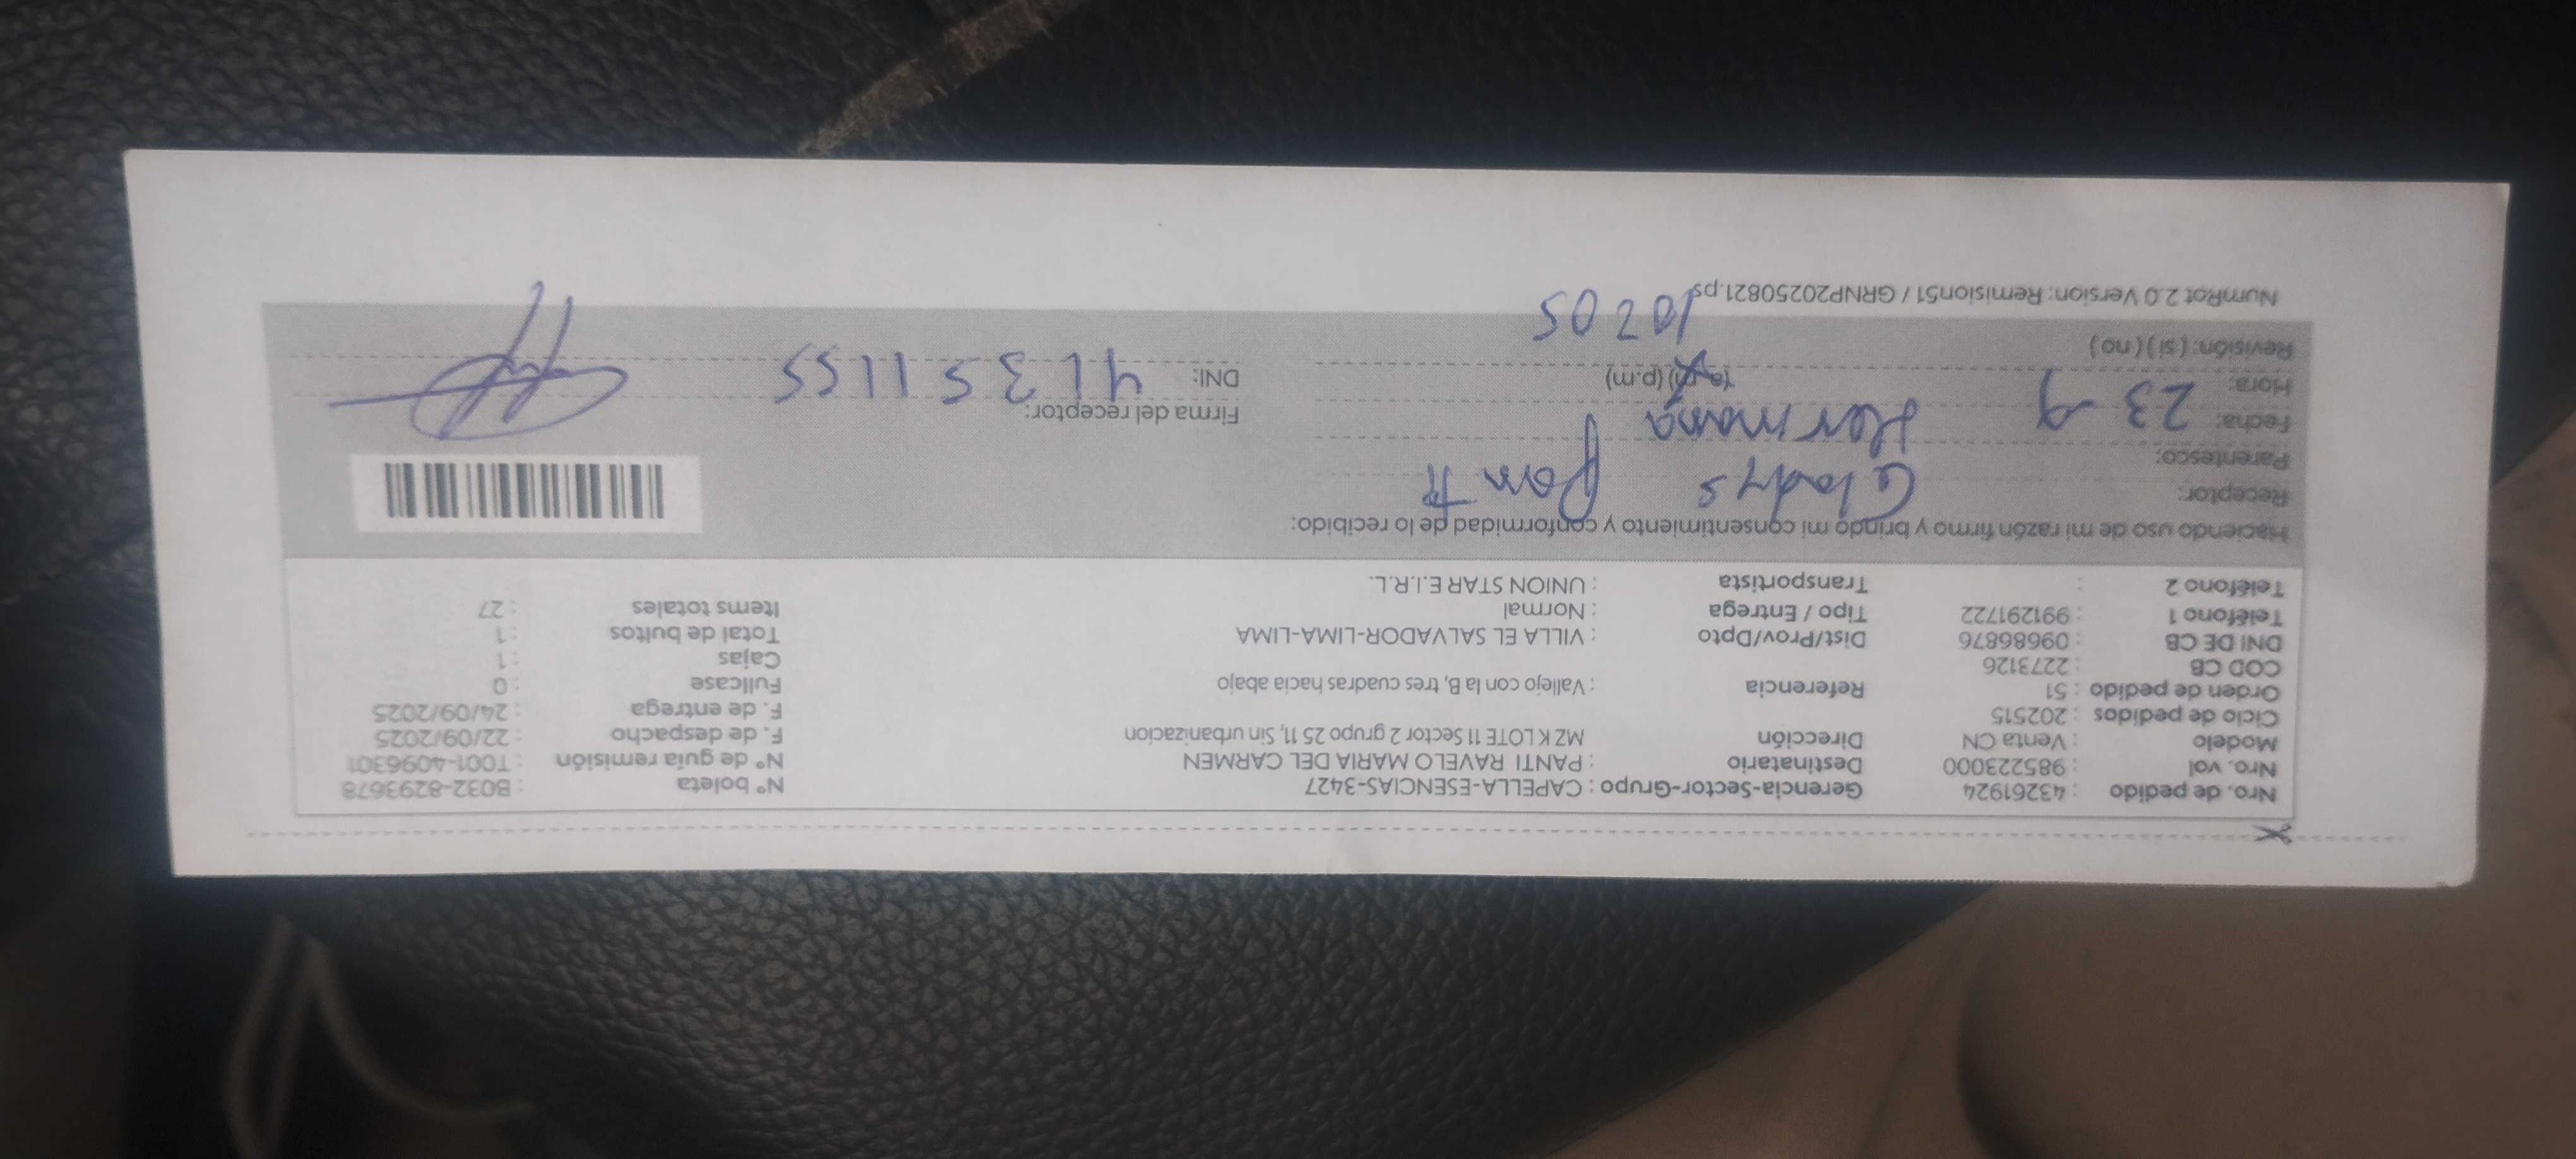 Nro. de pedido : 43261924 Gerencia-Sector-Grupo : CAPELLA-ESENCIAS-3427 N° boleta : B032-8293678
Nro. vol : 985223000 Destinatario : PANTI RAVELO MARIA DEL CARMEN N° de guía remisión : T001-4096301
Modelo : Venta CN Dirección MZ K LOTE 11 Sector 2 grupo 25 11, Sin urbanizacion F. de despacho : 22/09/2025
Ciclo de pedidos : 202515 F. de entrega : 24/09/2025
Orden de pedido : 51 Referencia : Vallejo con la B, tres cuadras hacia abajo Fullcase : 0
COD CB : 2273126 Cajas : 1
DNI DE CB : 09686876 Dist/Prov/Dpto : VILLA EL SALVADOR-LIMA-LIMA Total de bultos : 1
Teléfono 1 : 991291722 Tipo / Entrega : Normal Items totales : 27
Teléfono 2 : Transportista : UNION STAR E.I.R.L.
Haciendo uso de mi razón firmo y brindo mi consentimiento y conformidad de lo recibido:
Receptor: Gladys
Parentesco: Hermana
Fecha: 23-9 Firma del receptor:
Hora: (a.m) (p.m) DNI: 41351155
Revisión: (si) (no) 10205
NumRot 2.0 Version: Remision51 / GRNP20250821.ps